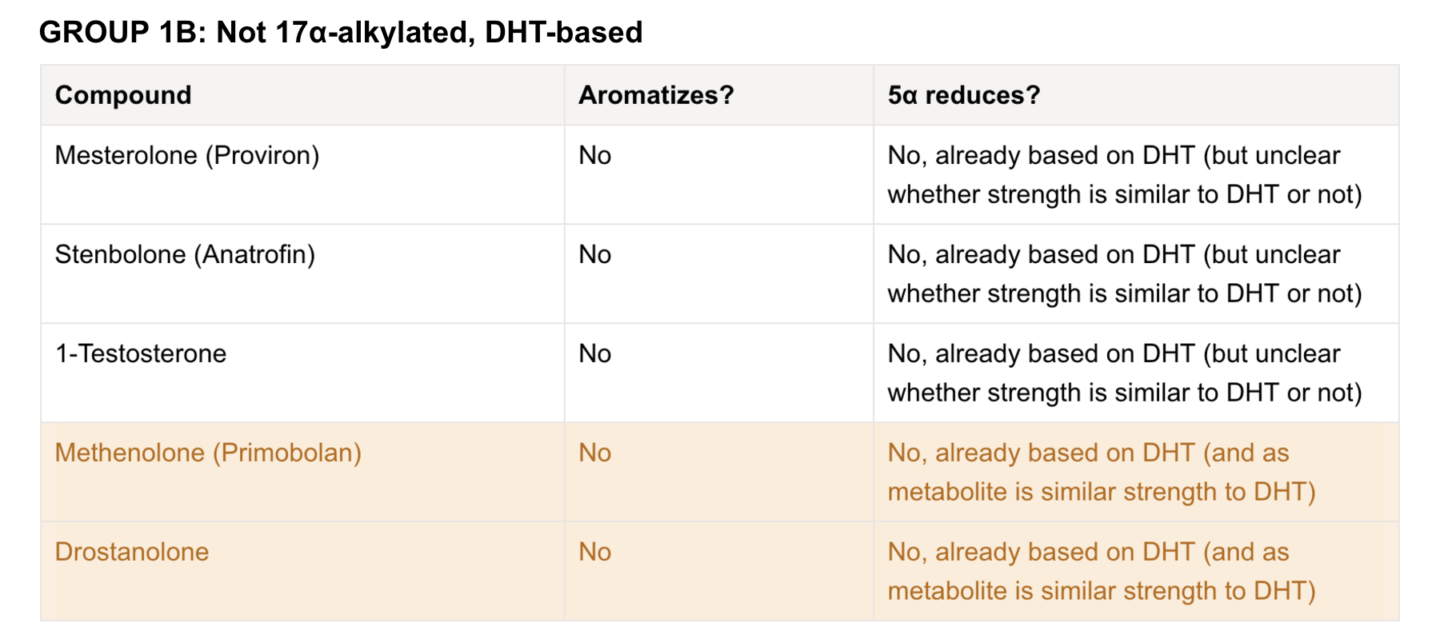 GROUP 1B: Not 17α-alkylated, DHT-based
Compound Aromatizes? 5α reduces?
Mesterolone (Proviron) No No, already based on DHT (but unclear
whether strength is similar to DHT or not)
Stenbolone (Anatrofin) No No, already based on DHT (but unclear
whether strength is similar to DHT or not)
1-Testosterone No No, already based on DHT (but unclear
whether strength is similar to DHT or not)
Methenolone (Primobolan) No No, already based on DHT (and as
metabolite is similar strength to DHT)
Drostanolone No No, already based on DHT (and as
metabolite is similar strength to DHT)